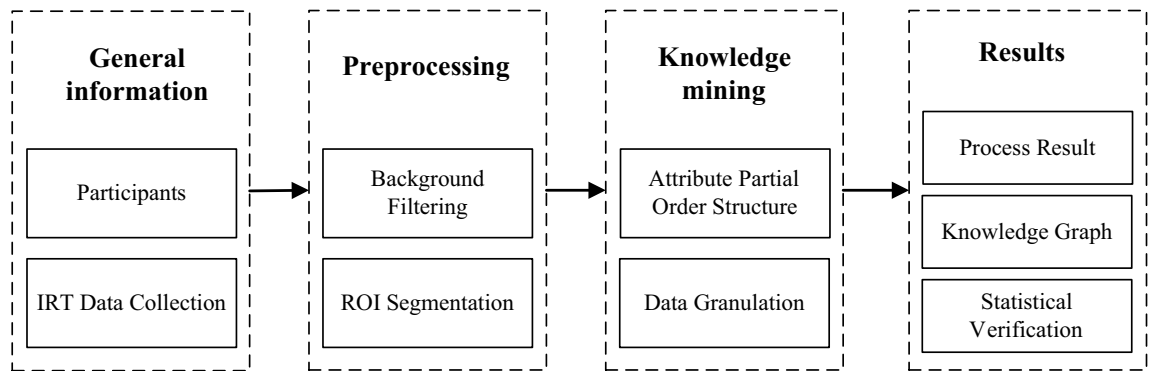 General
information
Participants
IRT Data Collection
Preprocessing
Background
Filtering
ROI Segmentation
Knowledge
mining
Attribute Partial
Order Structure
Data Granulation
Results
Process Result
Knowledge Graph
Statistical
Verification